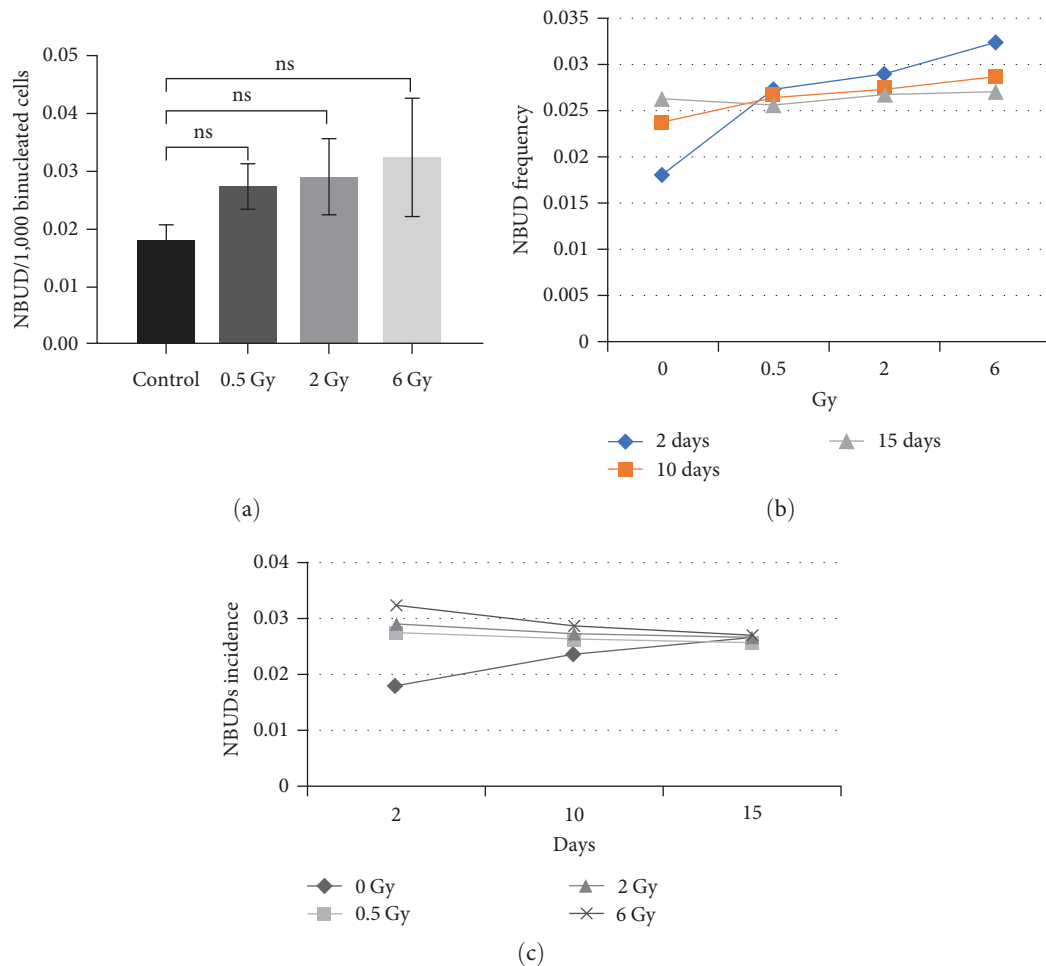 NBUD/1,000 binucleated cells
0.05
0.04
0.03
0.02
0.01
0.00
ns
ns
ns
Control 0.5 Gy 2 Gy 6 Gy
(a)
NBUD frequency
0.035
0.03
0.025
0.02
0.015
0.01
0.005
0
0 0.5 2 6
Gy
2 days 15 days
10 days
(b)
NBUDs incidence
0.04
0.03
0.02
0.01
0
2 10 15
Days
0 Gy 2 Gy
0.5 Gy 6 Gy
(c)